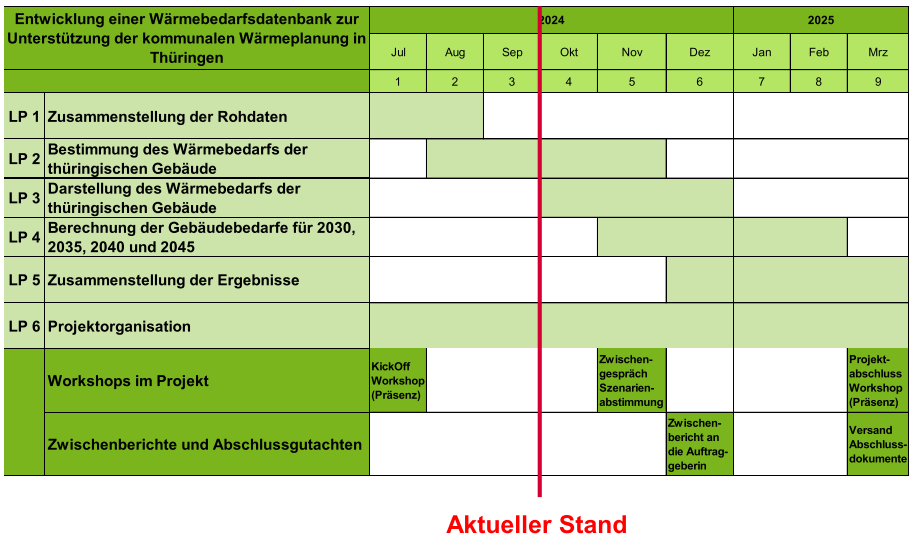 Entwicklung einer Wärmebedarfsdatenbank zur
Unterstützung der kommunalen Wärmeplanung in
Thüringen
2024
2025
Jul
Aug
Sep
Okt
Nov
Dez
Jan
Feb
Mrz
1
2
3
4
5
6
7
8
9
LP 1
Zusammenstellung der Rohdaten
LP 2
Bestimmung des Wärmebedarfs der
thüringischen Gebäude
LP 3
Darstellung des Wärmebedarfs der
thüringischen Gebäude
LP 4
Berechnung der Gebäudebedarfe für 2030,
2035, 2040 und 2045
LP 5
Zusammenstellung der Ergebnisse
LP 6
Projektorganisation
Workshops im Projekt
KickOff
Workshop
(Präsenz)
Zwischen-
gespräch
Szenarien-
abstimmung
Projekt-
abschluss
Workshop
(Präsenz)
Zwischenberichte und Abschlussgutachten
Zwischen-
bericht an
die Auftrag-
geberin
Versand
Abschluss-
dokumente
Aktueller Stand